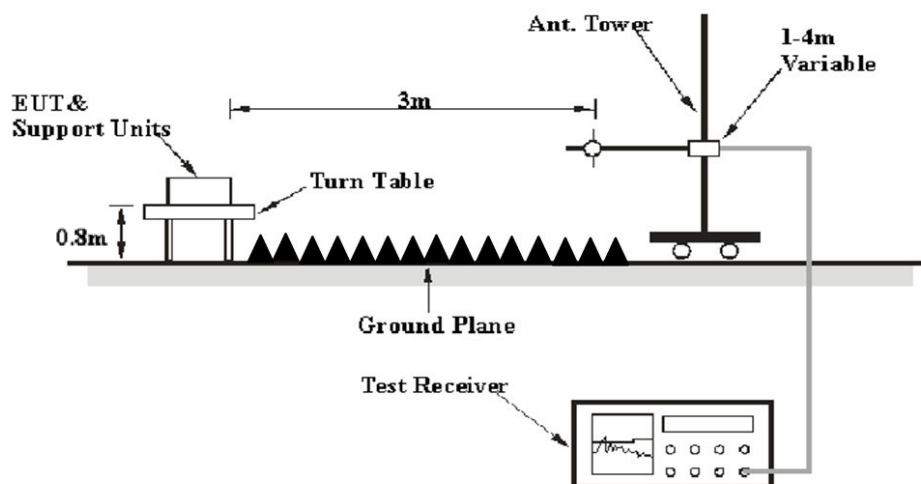 Ant. Tower
1-4m
Variable
EUT&
Support Units
3m
Turn Table
0.8m
Ground Plane
Test Receiver